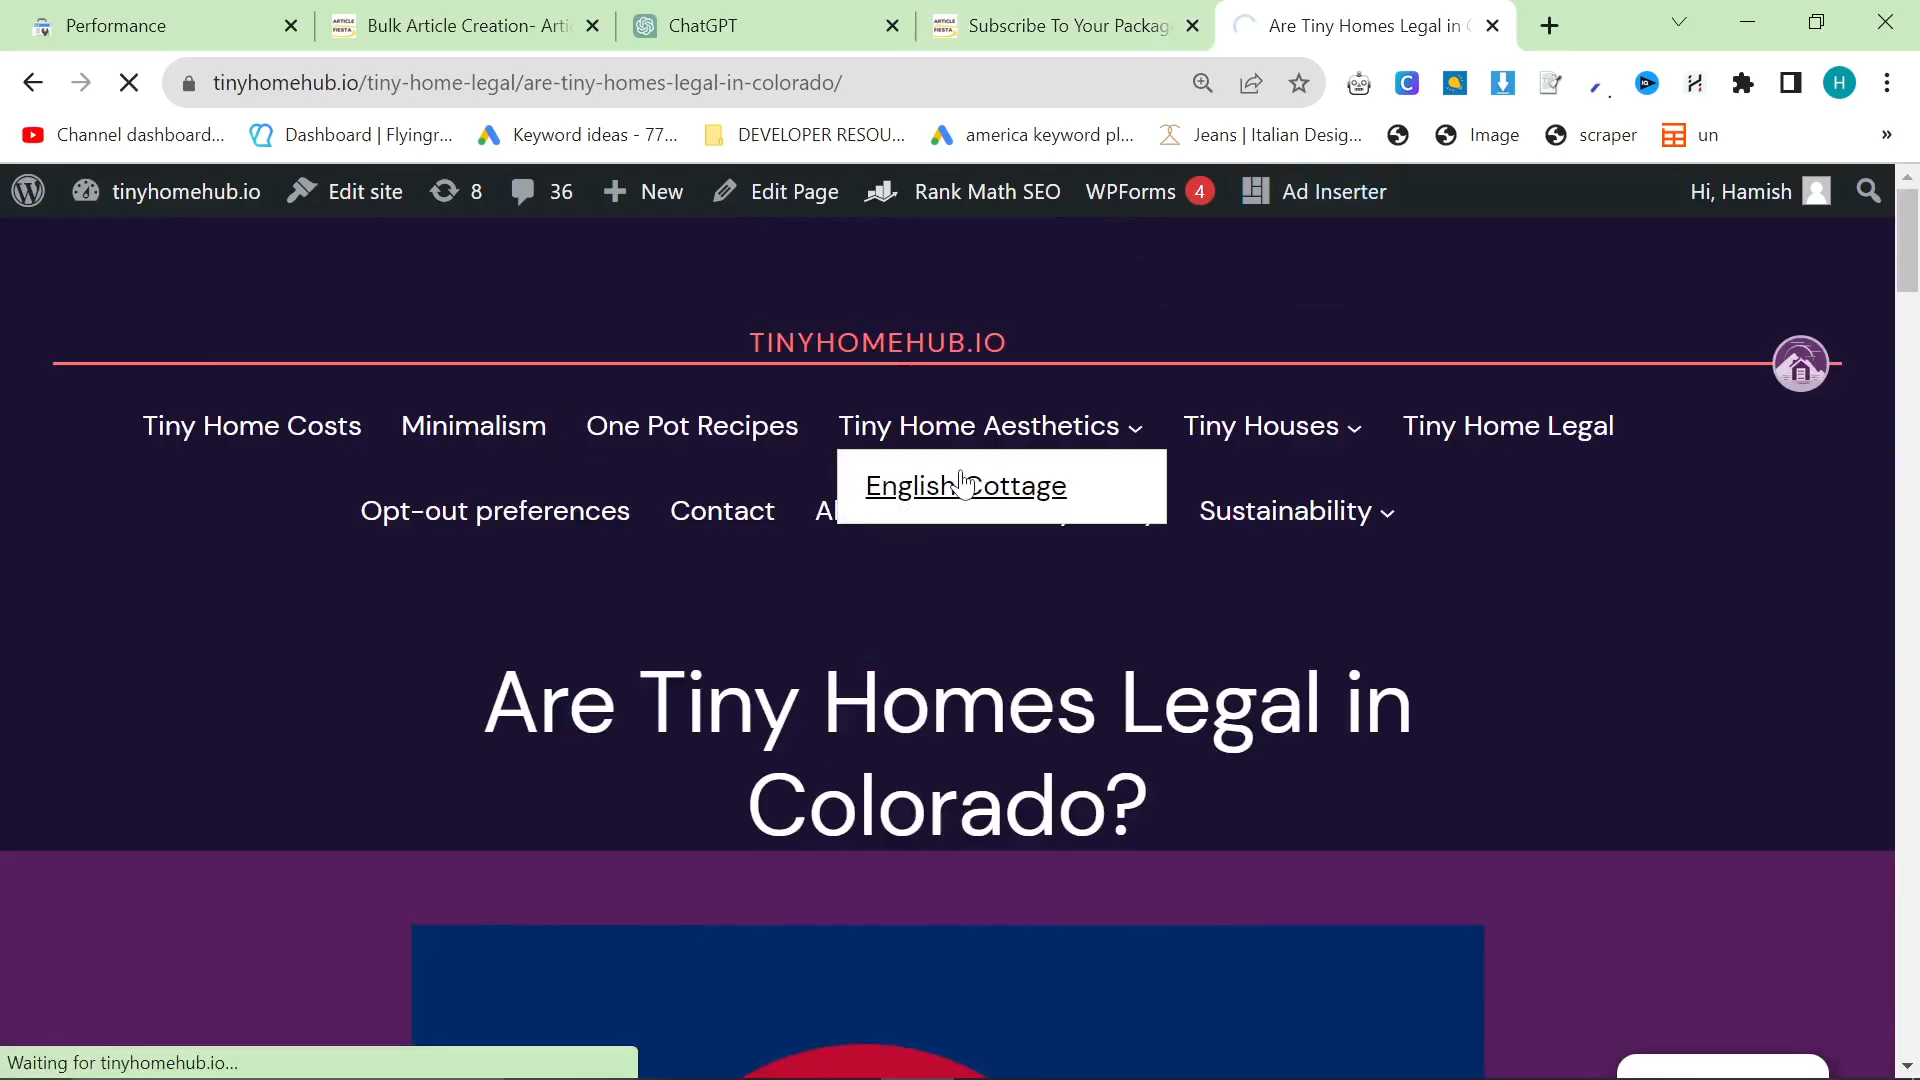 Performance
Bulk Article Creation- Arti
ChatGPT
Subscribe To Your Packag
Are Tiny Homes Legal in C
tinyhomehub.io/tiny-home-legal/are-tiny-homes-legal-in-colorado/
H
Channel dashboard...
Dashboard | Flyingr...
Keyword ideas - 77...
DEVELOPER RESOU...
america keyword pl...
Jeans | Italian Desig...
Image
scraper
un
»
tinyhomehub.io
Edit site
8
36
New
Edit Page
Rank Math SEO
WPForms 4
Ad Inserter
Hi, Hamish
TINYHOMEHUB.IO
Tiny Home Costs
Minimalism
One Pot Recipes
Tiny Home Aesthetics
Tiny Houses
Tiny Home Legal
English Cottage
Opt-out preferences
Contact
Sustainability
Are Tiny Homes Legal in
Colorado?
Waiting for tinyhomehub.io...